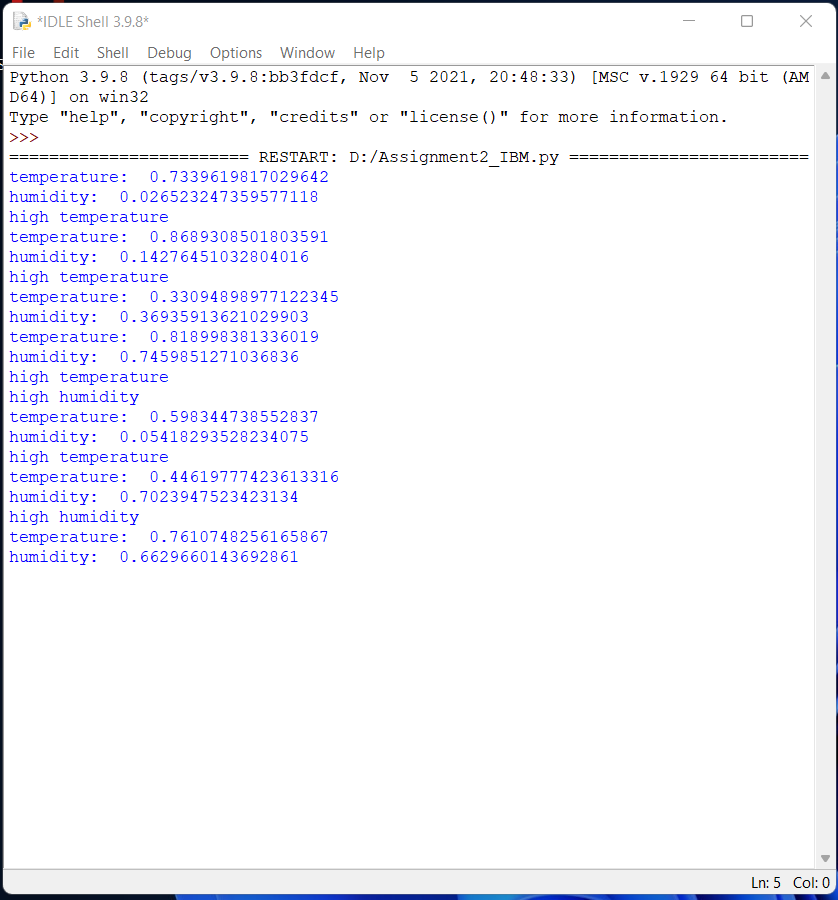 *IDLE Shell 3.9.8*
File Edit Shell Debug Options Window Help
Python 3.9.8 (tags/v3.9.8:bb3fdcf, Nov  5 2021, 20:48:33) [MSC v.1929 64 bit (AM
D64)] on win32
Type "help", "copyright", "credits" or "license()" for more information.
>>>
======================== RESTART: D:/Assignment2_IBM.py ========================
temperature:  0.7339619817029642
humidity:  0.026523247359577118
high temperature
temperature:  0.8689308501803591
humidity:  0.14276451032804016
high temperature
temperature:  0.33094898977122345
humidity:  0.36935913621029903
temperature:  0.818998381336019
humidity:  0.7459851271036836
high temperature
high humidity
temperature:  0.598344738552837
humidity:  0.05418293528234075
high temperature
temperature:  0.44619777423613316
humidity:  0.7023947523423134
high humidity
temperature:  0.7610748256165867
humidity:  0.6629660143692861
Ln: 5 Col: 0